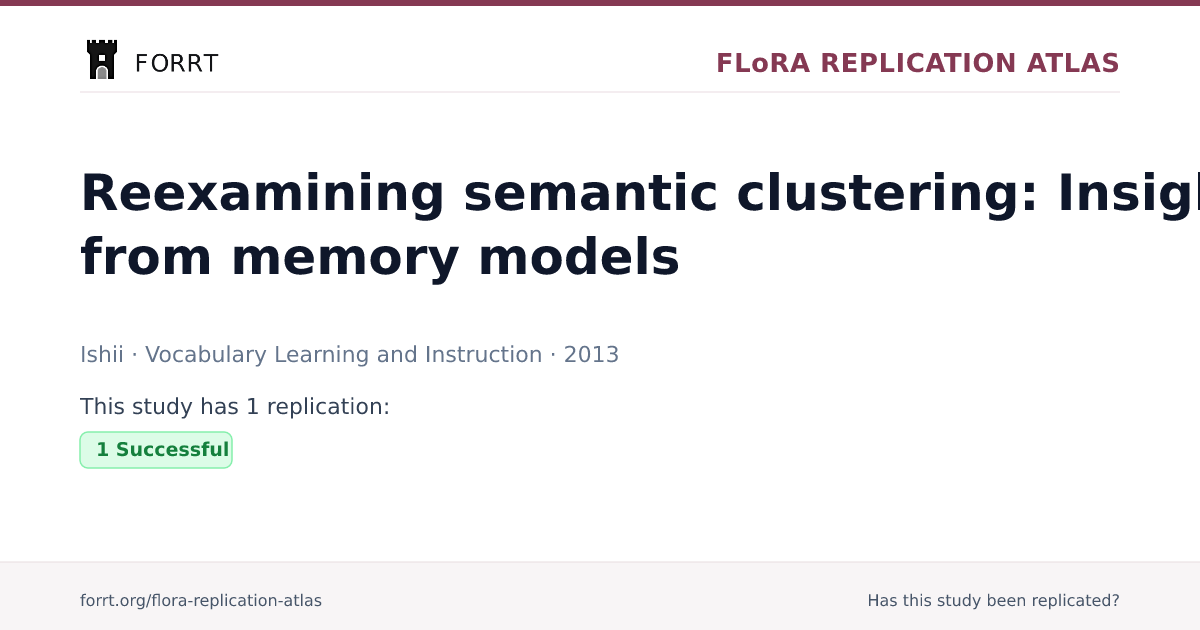 FORRT
FLoRA REPLICATION ATLAS
Reexamining semantic clustering:
from memory models
Ishii · Vocabulary Learning and Instruction · 2013
This study has 1 replication:
1 Successful
forrt.org/flora-replication-atlas
Has this study been replicated?